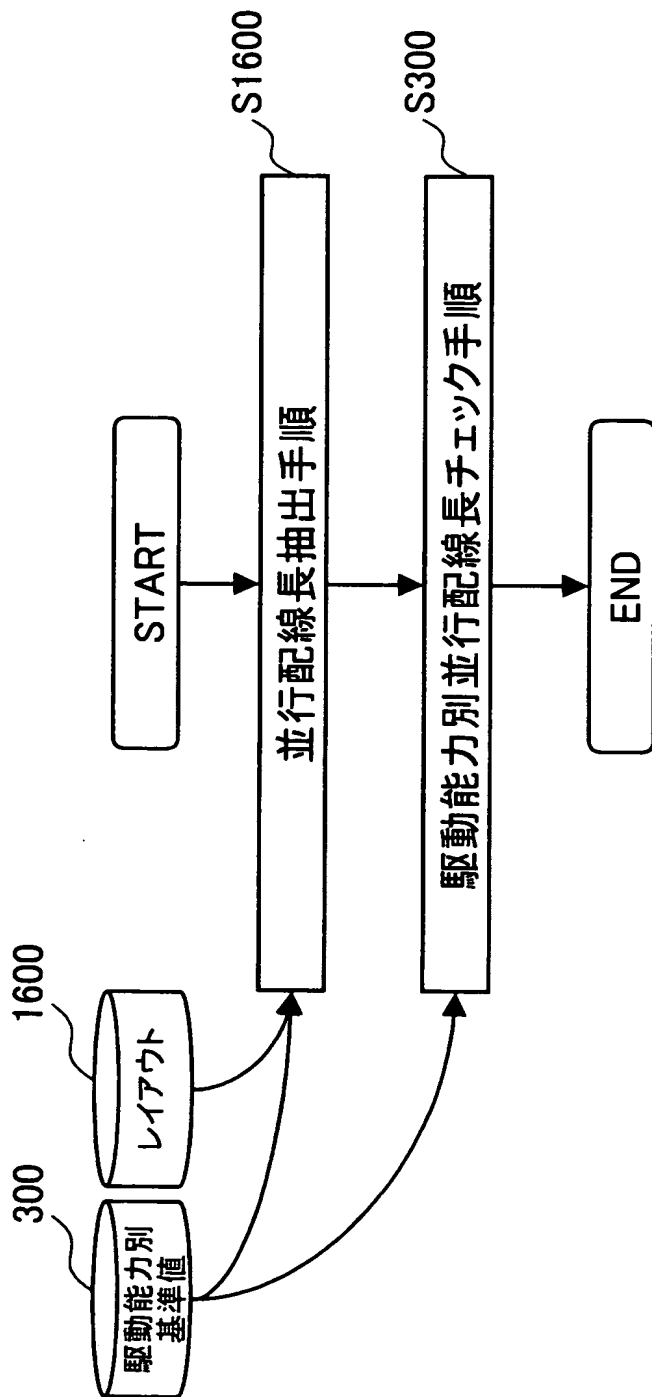 300
1600
駆動能力別
基準値
レイアウト
START
並行配線長抽出手順
S1600
駆動能力別並行配線長チェック手順
S300
END